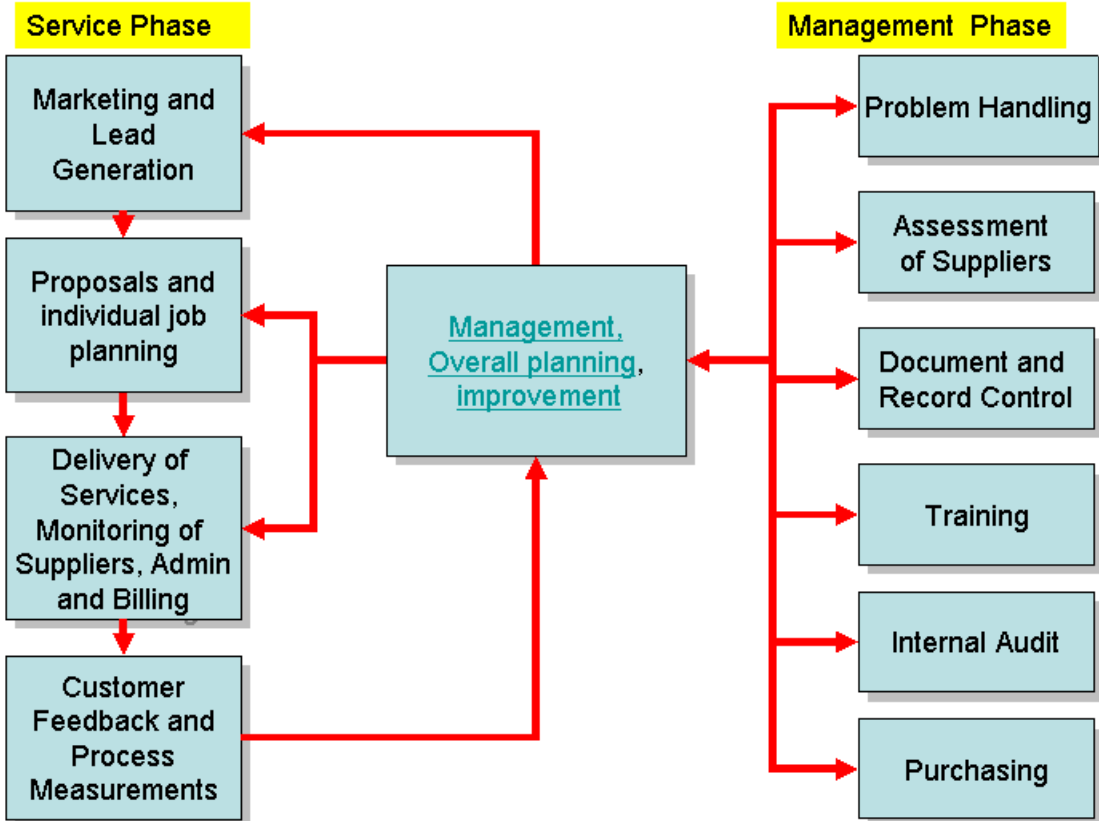 Service Phase
Marketing and
Lead
Generation
Proposals and
individual job
planning
Delivery of
Services,
Monitoring of
Suppliers, Admin
and Billing
Customer
Feedback and
Process
Measurements
Management,
Overall planning,
improvement
Management Phase
Problem Handling
Assessment
of Suppliers
Document and
Record Control
Training
Internal Audit
Purchasing